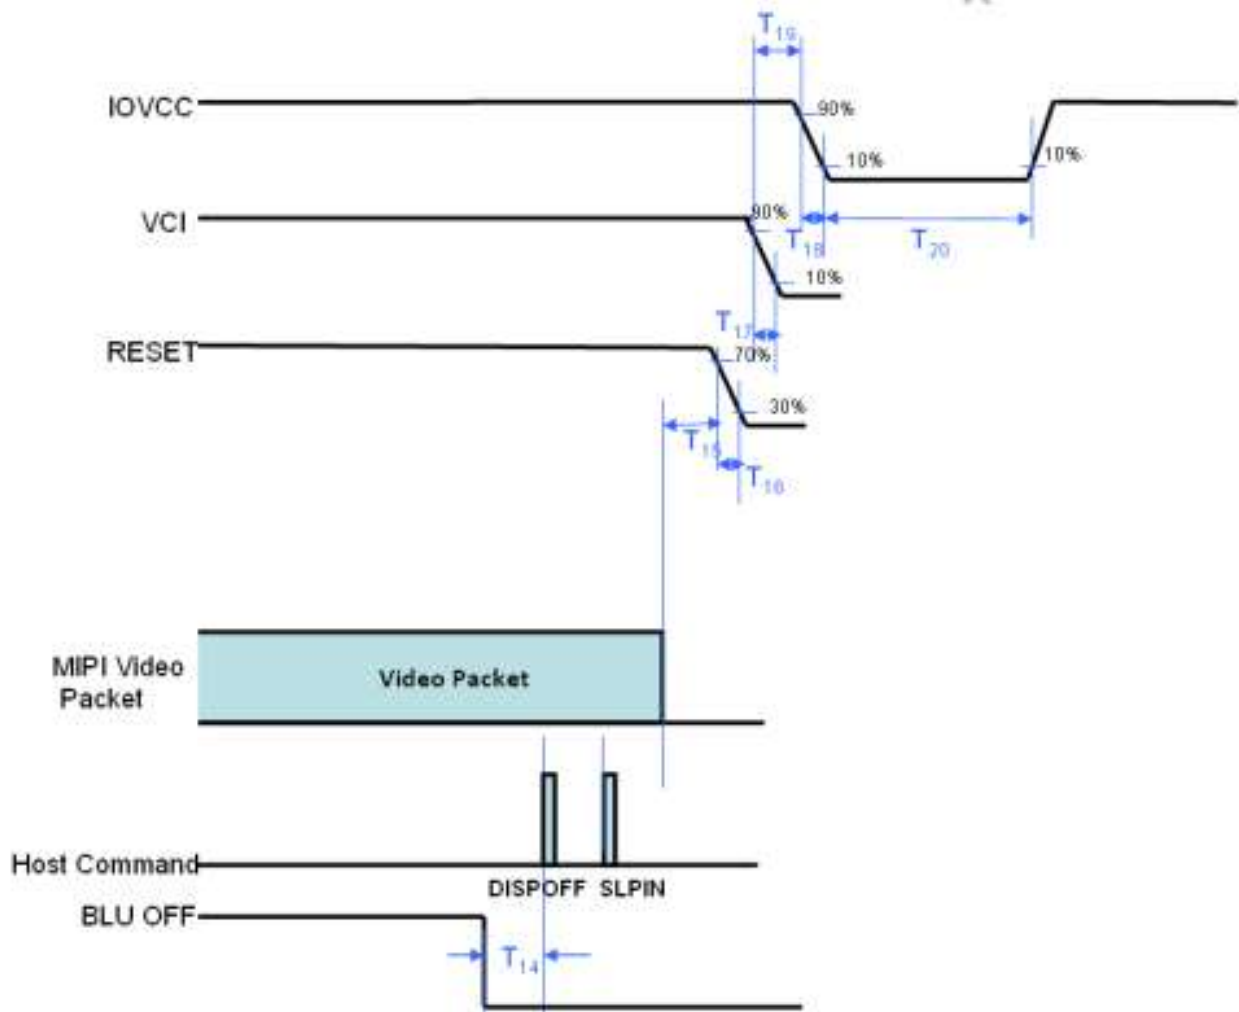 T19
IOVCC
90%
10%
10%
VCI
90%
T18
T20
10%
T17
RESET
70%
30%
T15
T16
MIPI Video
Packet
Video Packet
Host Command
DISPOFF SLPIN
BLU OFF
T14